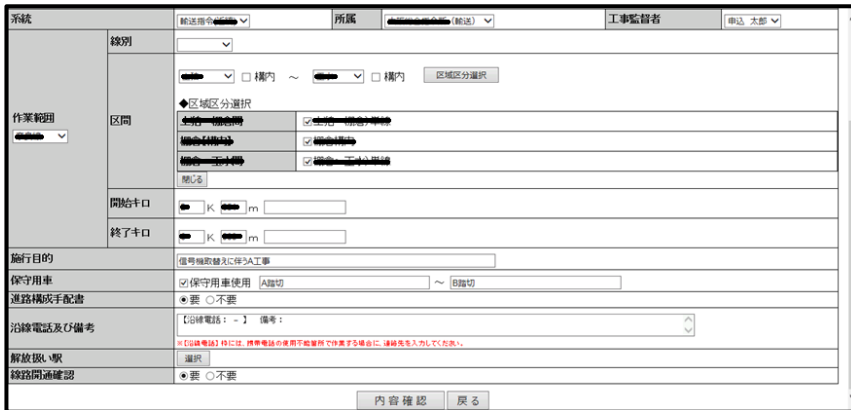 系統 輸送指令 所属 (輸送) 工事監督者 申込 太郎
作業範囲
線別
区間
構内 ～ 構内 区域区分選択
◆区域区分選択
閉じる
開始キロ K m
終了キロ K m
施行目的 信号機取替えに伴うA工事
保守用車 保守用車使用 A踏切 ～ B踏切
進路構成手配書 要 不要
沿線電話及び備考 【沿線電話： － 】 備考：
※【沿線電話】枠には、携帯電話の使用不能箇所で作業する場合に、連絡先を入力してください。
解放扱い駅 選択
線路開通確認 要 不要
内容確認 戻る